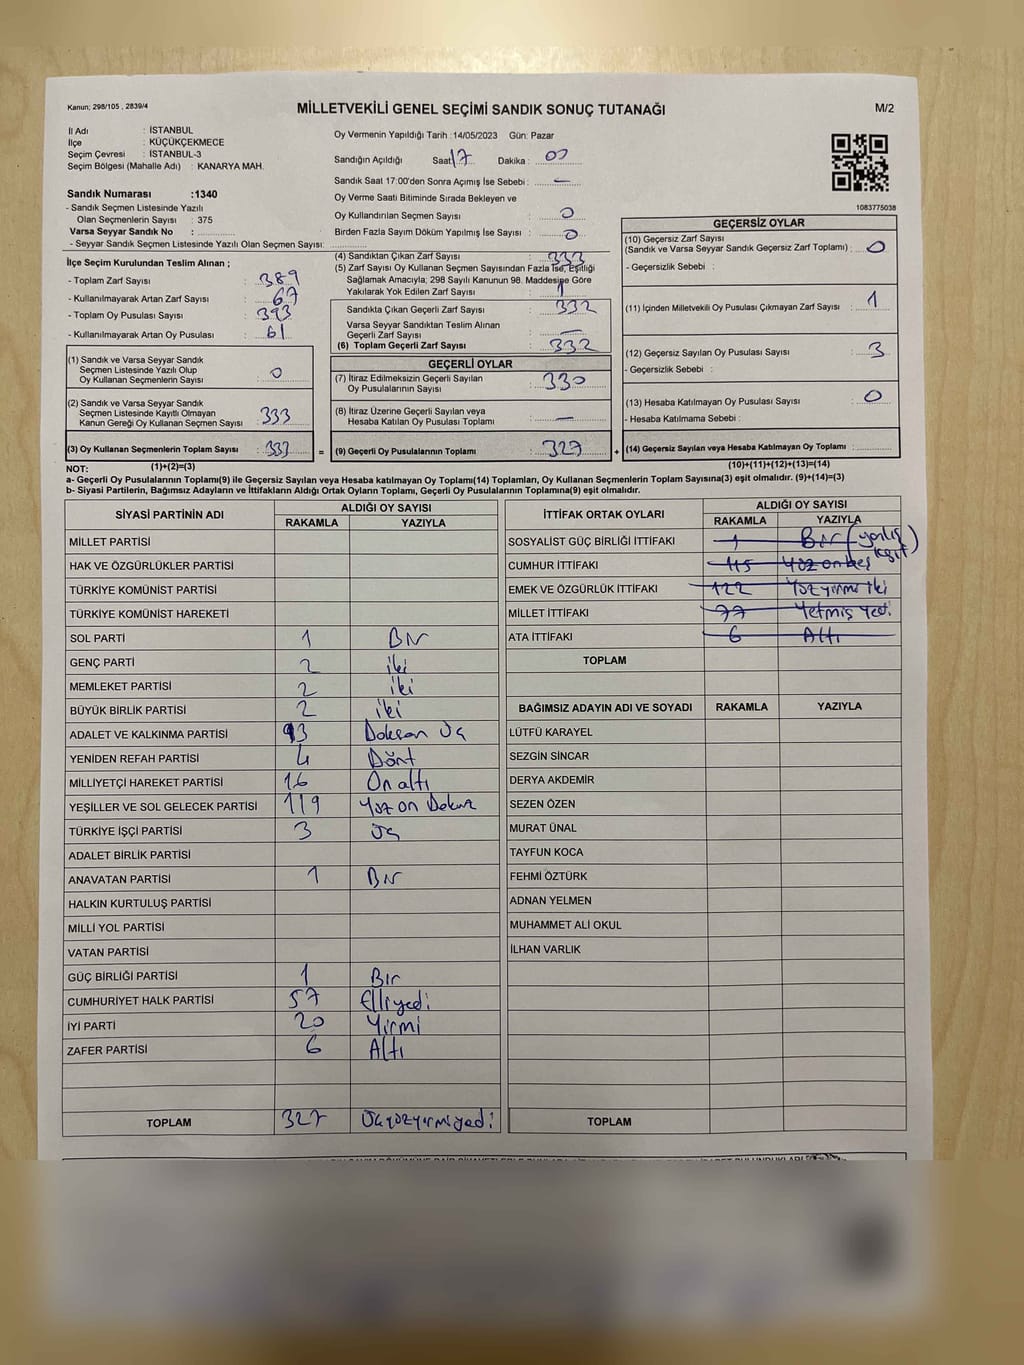 Kanun; 298/105 , 2839/4
MİLLETVEKİLİ GENEL SEÇİMİ SANDIK SONUÇ TUTANAĞI
M/2
İl Adı : İSTANBUL
İlçe : KÜÇÜKÇEKMECE
Seçim Çevresi : İSTANBUL-3
Seçim Bölgesi (Mahalle Adı) : KANARYA MAH.
Sandık Numarası :1340
- Sandık Seçmen Listesinde Yazılı
Olan Seçmenlerin Sayısı : 375
Varsa Seyyar Sandık No :
- Seyyar Sandık Seçmen Listesinde Yazılı Olan Seçmen Sayısı:
Oy Vermenin Yapıldığı Tarih : 14/05/2023 Gün: Pazar
Sandığın Açıldığı Saat 17 Dakika : 00
Sandık Saat 17:00'den Sonra Açımış İse Sebebi : —
Oy Verme Saati Bitiminde Sırada Bekleyen ve
Oy Kullandırılan Seçmen Sayısı : 0
Birden Fazla Sayım Döküm Yapılmış İse Sayısı : 0
1083775038
İlçe Seçim Kurulundan Teslim Alınan ;
- Toplam Zarf Sayısı : 389
- Kullanılmayarak Artan Zarf Sayısı : 67
- Toplam Oy Pusulası Sayısı : 393
- Kullanılmayarak Artan Oy Pusulası : 61
(1) Sandık ve Varsa Seyyar Sandık
Seçmen Listesinde Yazılı Olup
Oy Kullanan Seçmenlerin Sayısı : 0
(2) Sandık ve Varsa Seyyar Sandık
Seçmen Listesinde Kayıtlı Olmayan
Kanun Gereği Oy Kullanan Seçmen Sayısı : 333
(3) Oy Kullanan Seçmenlerin Toplam Sayısı : 333
(4) Sandıktan Çıkan Zarf Sayısı : 333
(5) Zarf Sayısı Oy Kullanan Seçmen Sayısından Fazla İse, Eşitliği
Sağlamak Amacıyla; 298 Sayılı Kanunun 98. Maddesine Göre
Yakılarak Yok Edilen Zarf Sayısı : 1
Sandıkta Çıkan Geçerli Zarf Sayısı : 332
Varsa Seyyar Sandıktan Teslim Alınan
Geçerli Zarf Sayısı : —
(6) Toplam Geçerli Zarf Sayısı : 332
GEÇERLİ OYLAR
(7) İtiraz Edilmeksizin Geçerli Sayılan
Oy Pusulalarının Sayısı : 330
(8) İtiraz Üzerine Geçerli Sayılan veya
Hesaba Katılan Oy Pusulası Toplamı : —
= (9) Geçerli Oy Pusulalarının Toplamı : 327 +
GEÇERSİZ OYLAR
(10) Geçersiz Zarf Sayısı
(Sandık ve Varsa Seyyar Sandık Geçersiz Zarf Toplamı) : 0
- Geçersizlik Sebebi :
(11) İçinden Milletvekili Oy Pusulası Çıkmayan Zarf Sayısı : 1
(12) Geçersiz Sayılan Oy Pusulası Sayısı : 3
- Geçersizlik Sebebi :
(13) Hesaba Katılmayan Oy Pusulası Sayısı : 0
- Hesaba Katılmama Sebebi :
(14) Geçersiz Sayılan veya Hesaba Katılmayan Oy Toplamı :
NOT: (1)+(2)=(3) (10)+(11)+(12)+(13)=(14)
a- Geçerli Oy Pusulalarının Toplamı(9) ile Geçersiz Sayılan veya Hesaba Katılmayan Oy Toplamı(14) Toplamları, Oy Kullanan Seçmenlerin Toplam Sayısına(3) eşit olmalıdır. (9)+(14)=(3)
b- Siyasi Partilerin, Bağımsız Adayların ve İttifakların Aldığı Ortak Oyların Toplamı, Geçerli Oy Pusulalarının Toplamına(9) eşit olmalıdır.
SİYASİ PARTİNİN ADI ALDIĞI OY SAYISI
RAKAMLA YAZIYLA
MİLLET PARTİSİ
HAK VE ÖZGÜRLÜKLER PARTİSİ
TÜRKİYE KOMÜNİST PARTİSİ
TÜRKİYE KOMÜNİST HAREKETİ
SOL PARTİ 1 Bir
GENÇ PARTİ 2 iki
MEMLEKET PARTİSİ 2 iki
BÜYÜK BİRLİK PARTİSİ 2 iki
ADALET VE KALKINMA PARTİSİ 93 Doksan Üç
YENİDEN REFAH PARTİSİ 4 Dört
MİLLİYETÇİ HAREKET PARTİSİ 16 On altı
YEŞİLLER VE SOL GELECEK PARTİSİ 119 Yüz on Dokuz
TÜRKİYE İŞÇİ PARTİSİ 3 Üç
ADALET BİRLİK PARTİSİ
ANAVATAN PARTİSİ 1 Bir
HALKIN KURTULUŞ PARTİSİ
MİLLİ YOL PARTİSİ
VATAN PARTİSİ
GÜÇ BİRLİĞİ PARTİSİ 1 Bir
CUMHURİYET HALK PARTİSİ 57 Elliyedi
İYİ PARTİ 20 Yirmi
ZAFER PARTİSİ 6 Altı
TOPLAM 327 Üçyüzyirmiyedi
İTTİFAK ORTAK OYLARI ALDIĞI OY SAYISI
RAKAMLA YAZIYLA
SOSYALİST GÜÇ BİRLİĞİ İTTİFAKI 1 Bir (yanlış
CUMHUR İTTİFAKI 115 Yüz onbeş
EMEK VE ÖZGÜRLÜK İTTİFAKI 122 Yüzyirmi iki
MİLLET İTTİFAKI 77 Yetmiş Yedi
ATA İTTİFAKI 6 Altı
TOPLAM
BAĞIMSIZ ADAYIN ADI VE SOYADI RAKAMLA YAZIYLA
LÜTFÜ KARAYEL
SEZGİN SİNCAR
DERYA AKDEMİR
SEZEN ÖZEN
MURAT ÜNAL
TAYFUN KOCA
FEHMİ ÖZTÜRK
ADNAN YELMEN
MUHAMMET ALİ OKUL
İLHAN VARLIK
TOPLAM